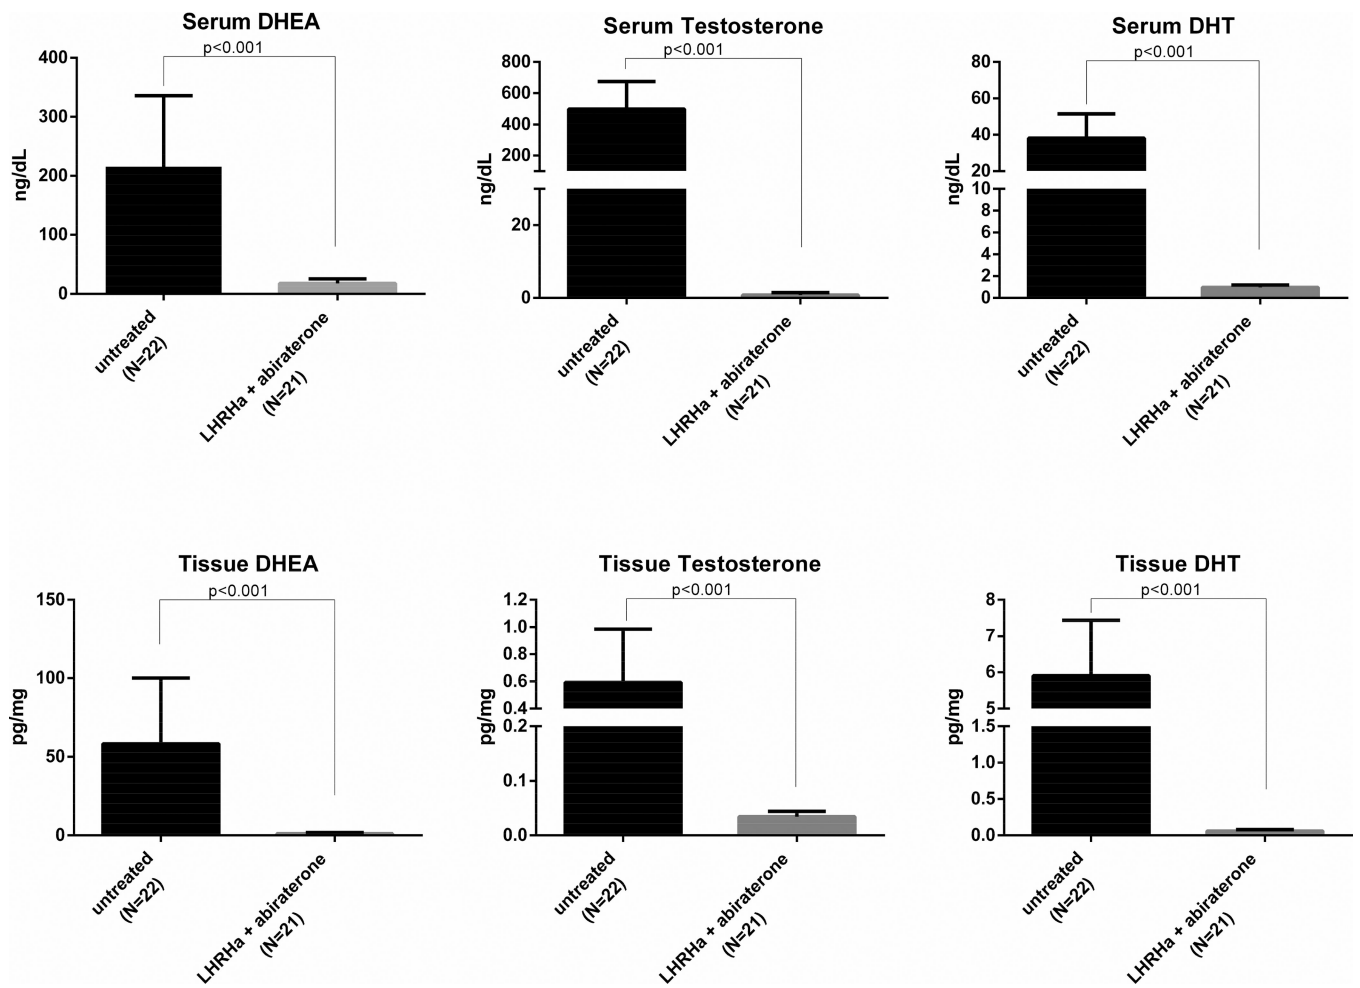 Serum DHEA
p<0.001
400
300
200
100
0
ng/dL
untreated
(N=22)
LHRHa + abiraterone
(N=21)
Serum Testosterone
p<0.001
800
600
400
200
20
0
ng/dL
untreated
(N=22)
LHRHa + abiraterone
(N=21)
Serum DHT
p<0.001
80
60
40
20
10
8
6
4
2
0
ng/dL
untreated
(N=22)
LHRHa + abiraterone
(N=21)
Tissue DHEA
p<0.001
150
100
50
0
pg/mg
untreated
(N=22)
LHRHa + abiraterone
(N=21)
Tissue Testosterone
p<0.001
1.2
1.0
0.8
0.6
0.4
0.2
0.1
0.0
pg/mg
untreated
(N=22)
LHRHa + abiraterone
(N=21)
Tissue DHT
p<0.001
8
7
6
5
1.5
1.0
0.5
0.0
pg/mg
untreated
(N=22)
LHRHa + abiraterone
(N=21)